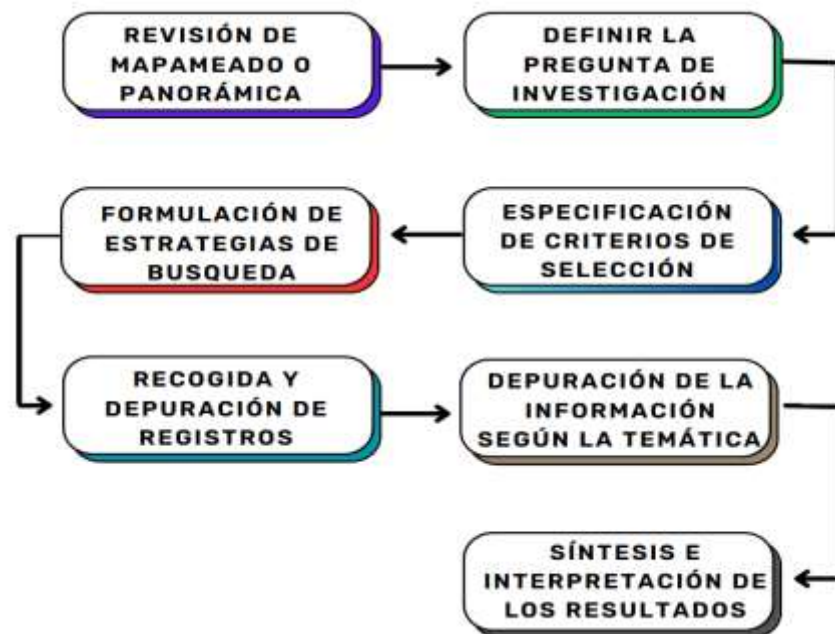 REVISIÓN DE
MAPAMEADO O
PANORÁMICA
DEFINIR LA
PREGUNTA DE
INVESTIGACIÓN
ESPECIFICACIÓN
DE CRITERIOS DE
SELECCIÓN
FORMULACIÓN DE
ESTRATEGIAS DE
BUSQUEDA
RECOGIDA Y
DEPURACIÓN DE
REGISTROS
DEPURACIÓN DE LA
INFORMACIÓN
SEGÚN LA TEMÁTICA
SÍNTESIS E
INTERPRETACIÓN DE
LOS RESULTADOS